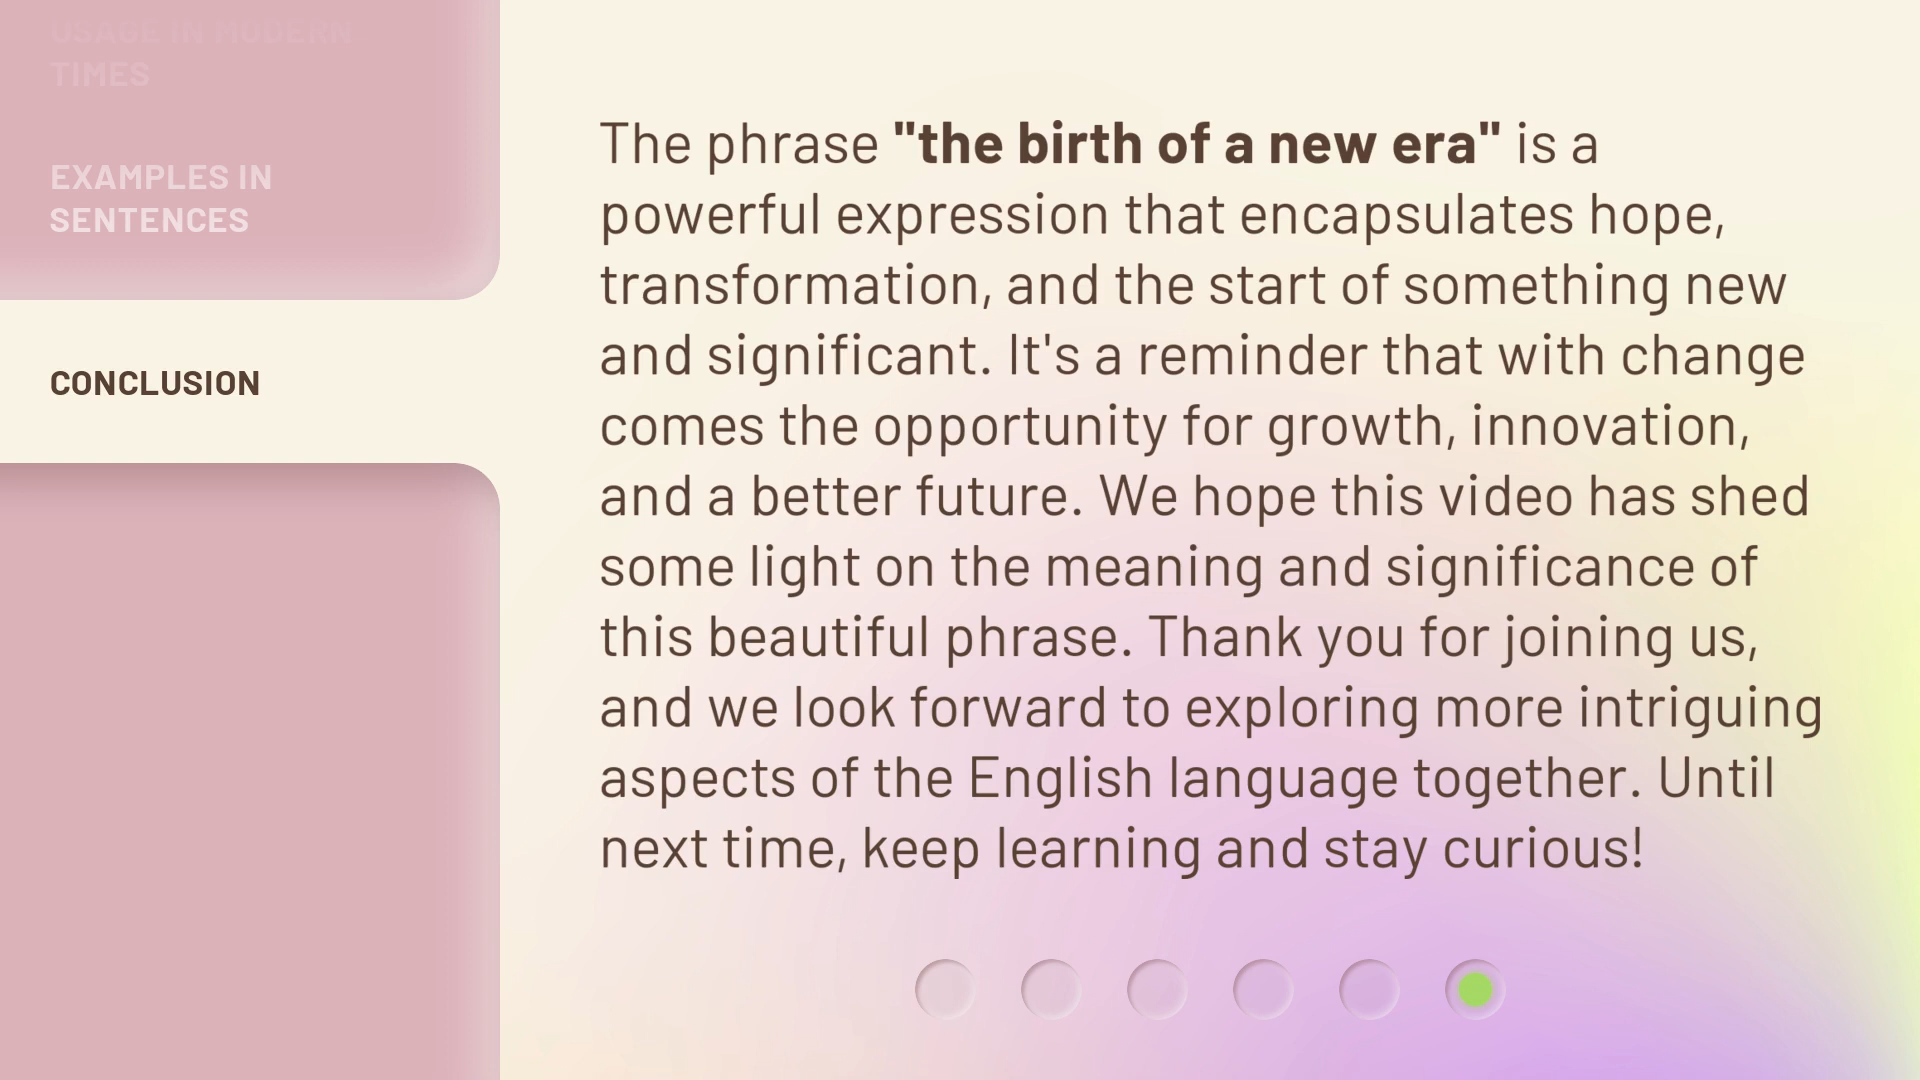 USAGE IN MODERN
TIMES
EXAMPLES IN
SENTENCES
CONCLUSION
The phrase "the birth of a new era" is a
powerful expression that encapsulates hope,
transformation, and the start of something new
and significant. It's a reminder that with change
comes the opportunity for growth, innovation,
and a better future. We hope this video has shed
some light on the meaning and significance of
this beautiful phrase. Thank you for joining us,
and we look forward to exploring more intriguing
aspects of the English language together. Until
next time, keep learning and stay curious!